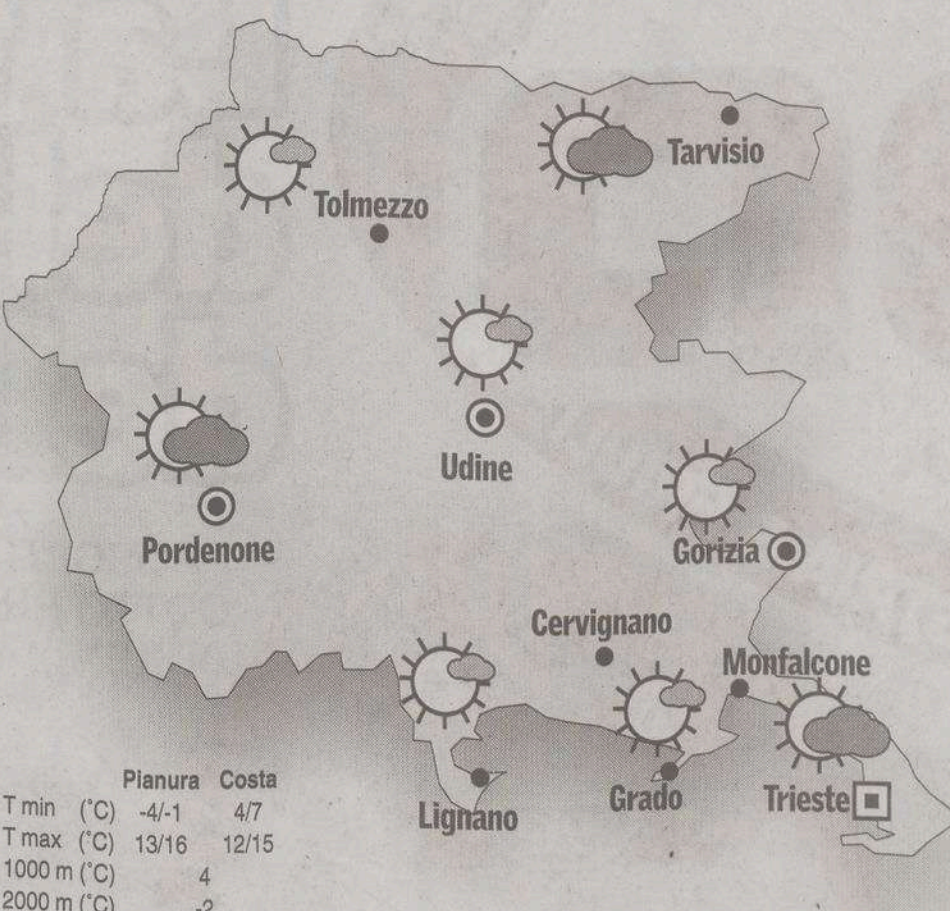 Tarvisio
Tolmezzo
Udine
Pordenone
Gorizia
Cervignano
Monfalcone
Lignano
Grado
Trieste
Pianura Costa
T min (°C) -4/-1 4/7
T max (°C) 13/16 12/15
1000 m (°C) 4
2000 m (°C) -2